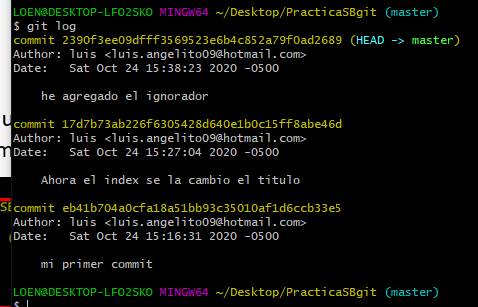 LOEN@DESKTOP-LFO2SKO MINGW64 ~/Desktop/PracticaSBgit (master)
$ git log
commit 2390f3ee09dfff3569523e6b4c852a79f0ad2689 (HEAD -> master)
Author: luis <luis.angelito09@hotmail.com>
Date:   Sat Oct 24 15:38:23 2020 -0500
he agregado el ignorador
commit 17d7b73ab226f6305428d640e1b0c15ff8abe46d
Author: luis <luis.angelito09@hotmail.com>
Date:   Sat Oct 24 15:27:04 2020 -0500
Ahora el index se la cambio el titulo
commit eb41b704a0cfa18a51bb93c35010af1d6ccb33e5
Author: luis <luis.angelito09@hotmail.com>
Date:   Sat Oct 24 15:16:31 2020 -0500
mi primer commit
LOEN@DESKTOP-LFO2SKO MINGW64 ~/Desktop/PracticaSBgit (master)
$